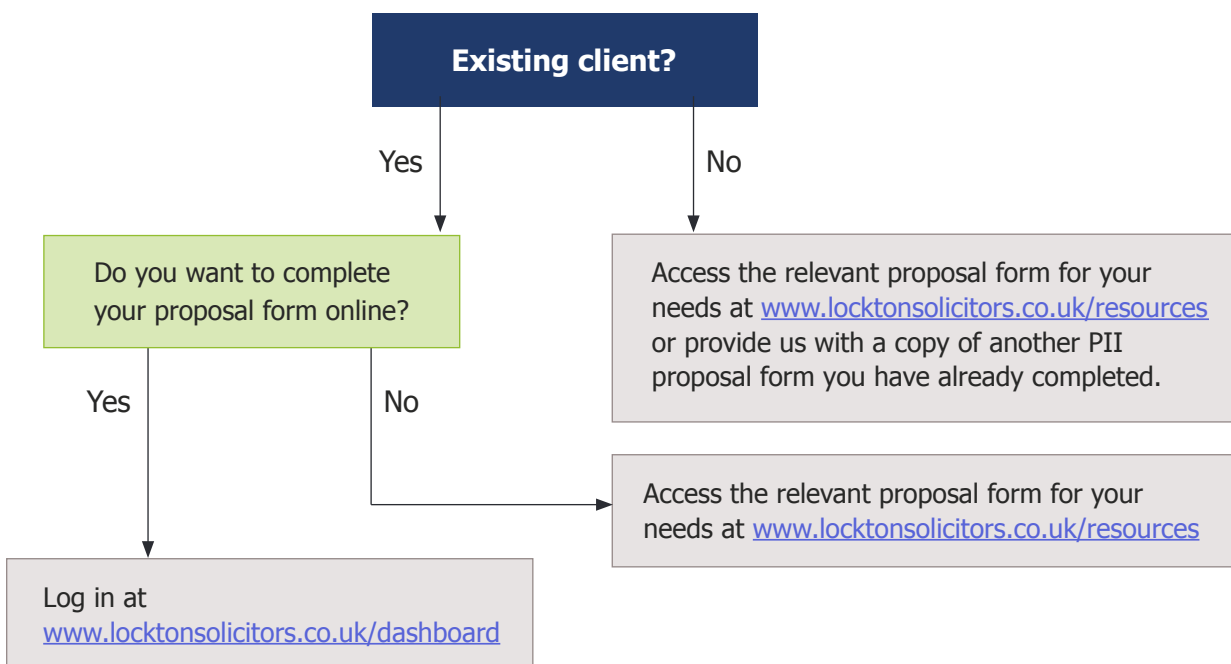 Existing client?
Yes
No
Do you want to complete
your proposal form online?
Access the relevant proposal form for your
needs at www.locktonsolicitors.co.uk/resources
or provide us with a copy of another PII
proposal form you have already completed.
Yes
No
Access the relevant proposal form for your
needs at www.locktonsolicitors.co.uk/resources
Log in at
www.locktonsolicitors.co.uk/dashboard